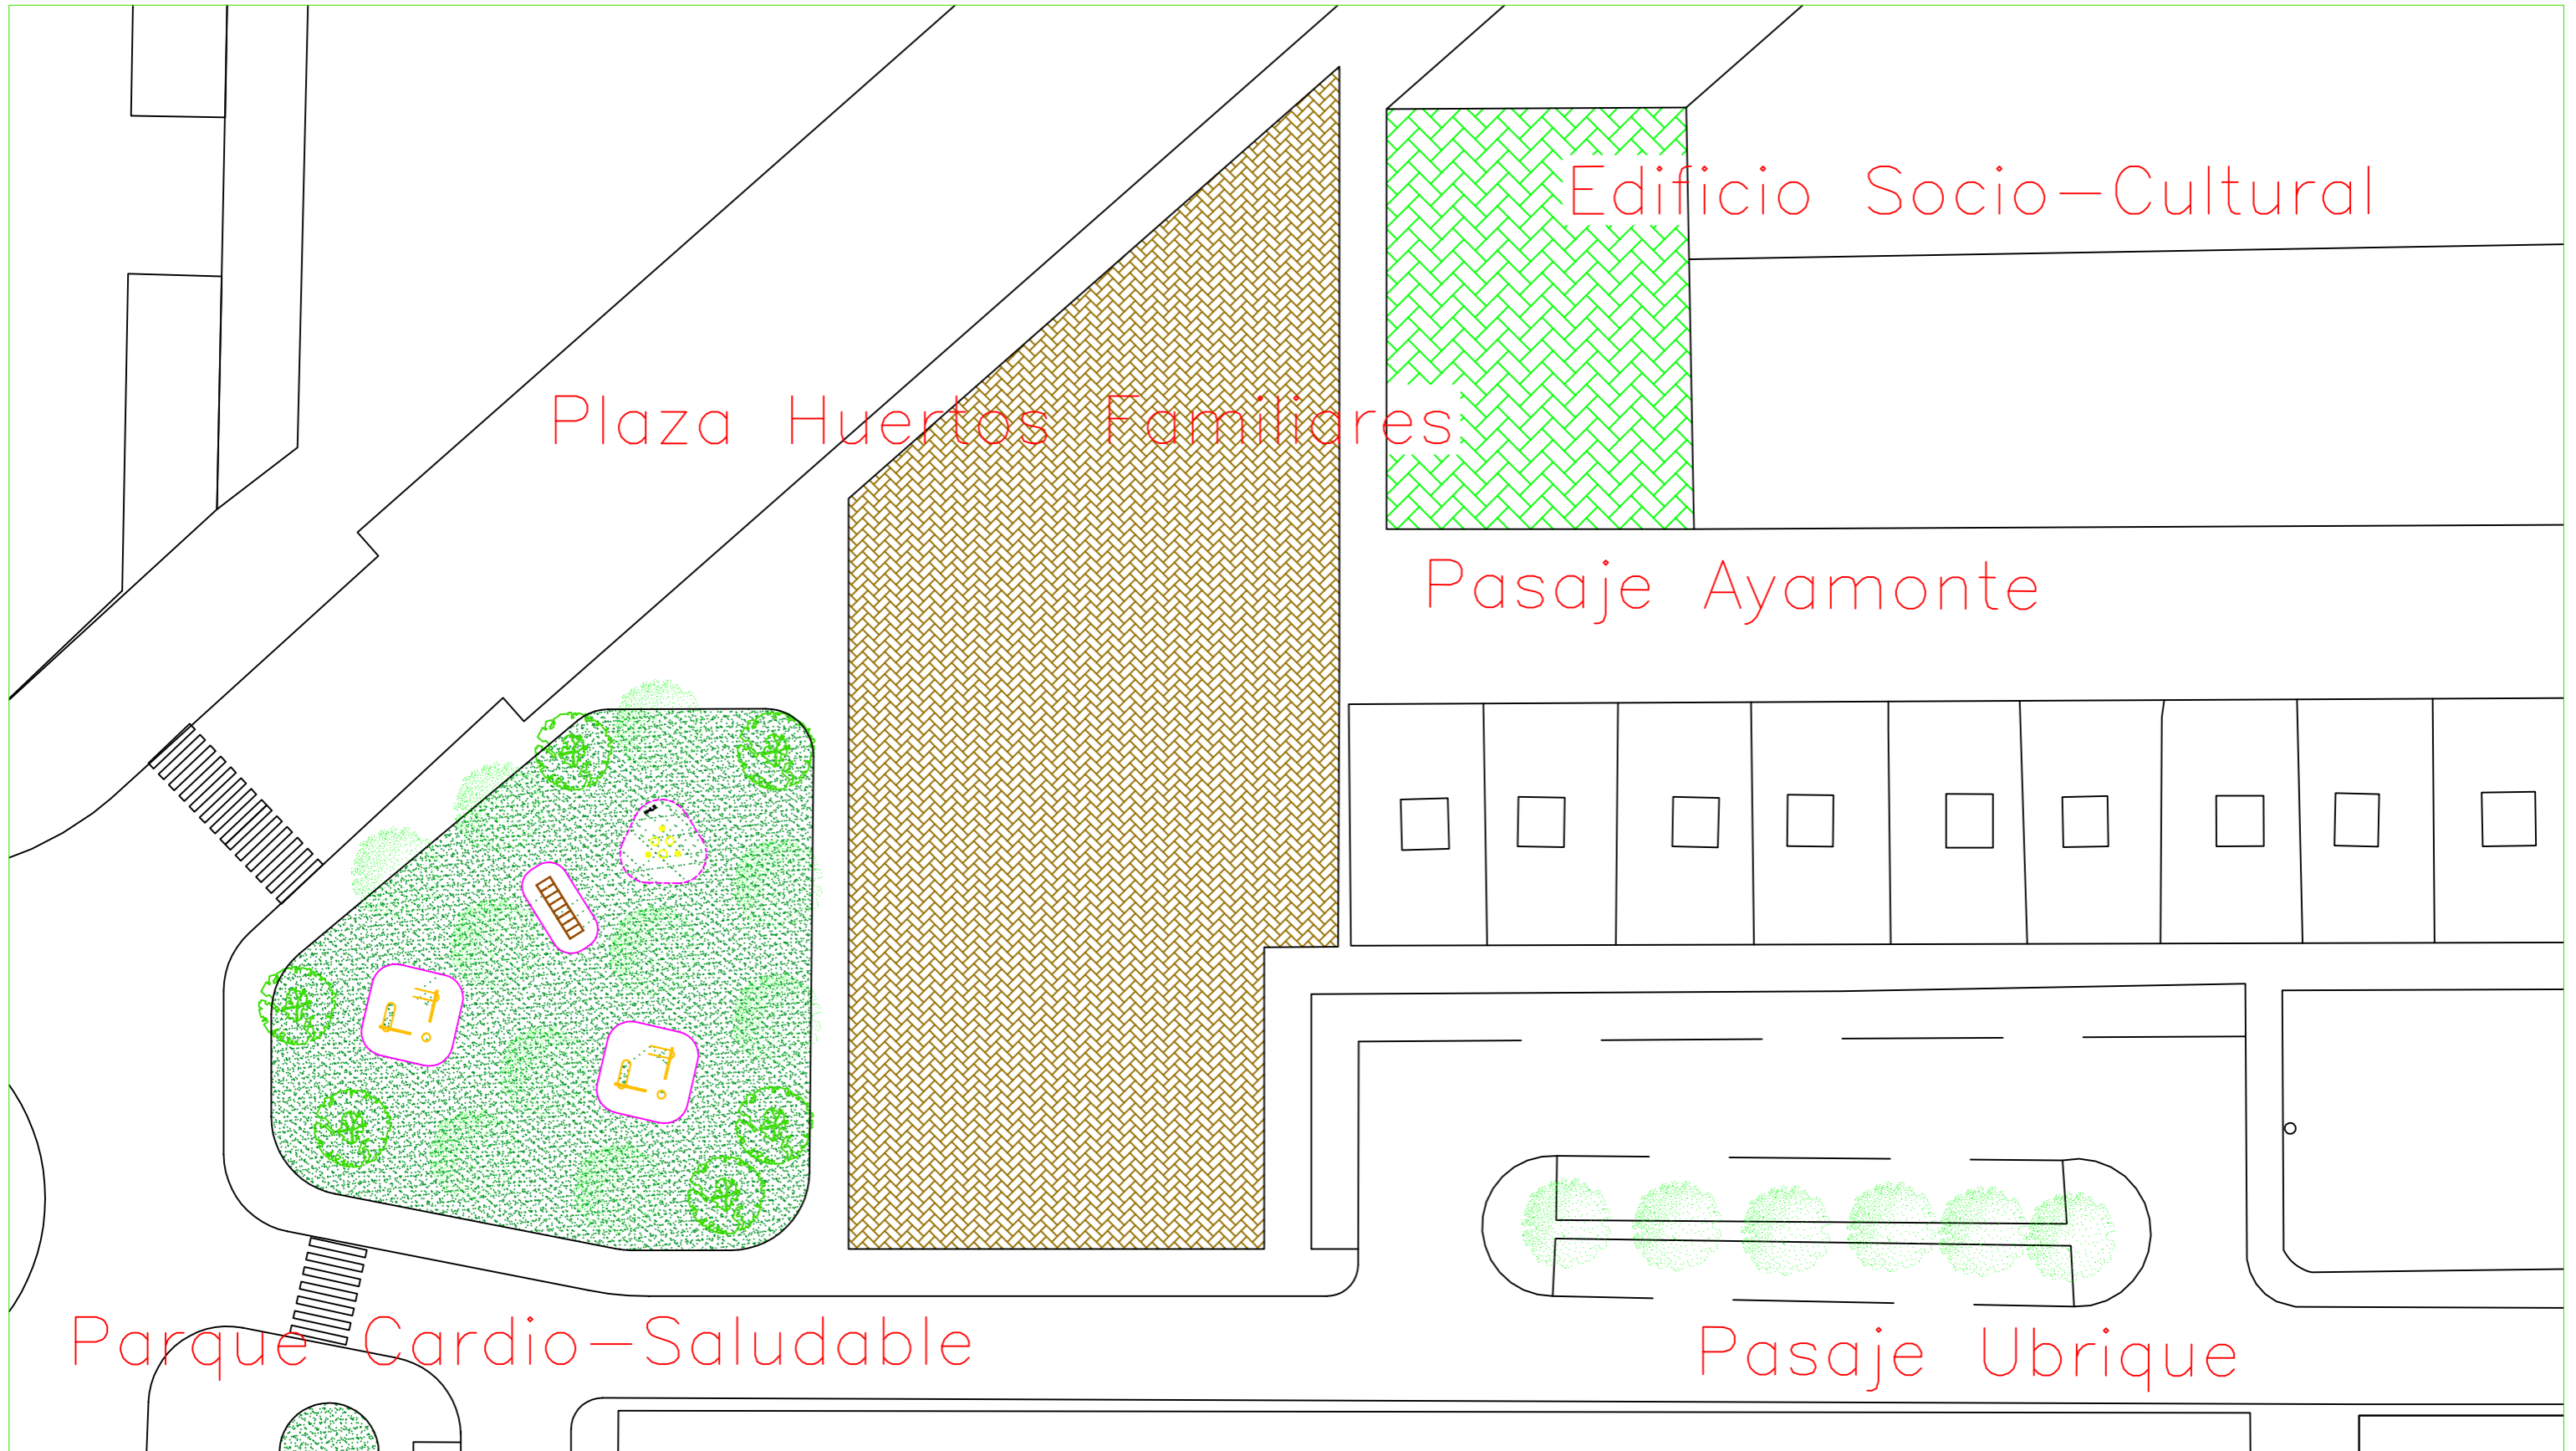 Edificio Socio-Cultural
Plaza Huertos Familiares
Pasaje Ayamonte
Parque Cardio-Saludable
Pasaje Ubrique